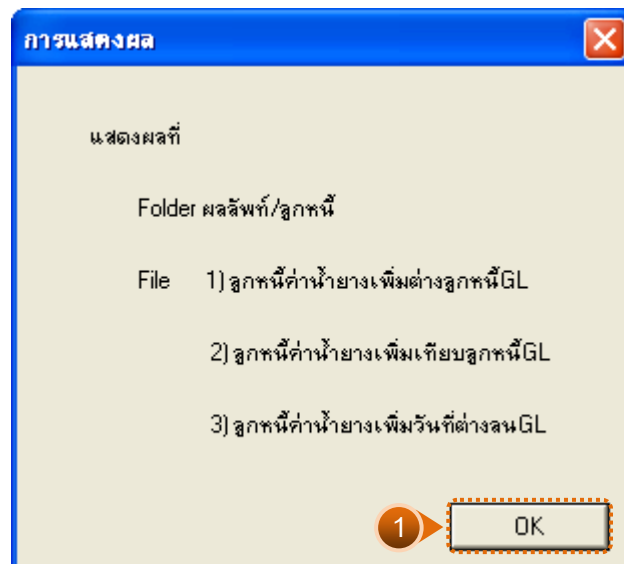 การแสดงผล
แสดงผลที่
Folder ผลลัพท์/ลูกหนี้
File 1) ลูกหนี้ค่าน้ำยางเพิ่มต่างลูกหนี้GL
2) ลูกหนี้ค่าน้ำยางเพิ่มเทียบลูกหนี้GL
3) ลูกหนี้ค่าน้ำยางเพิ่มวันที่ต่างลนGL
1 OK